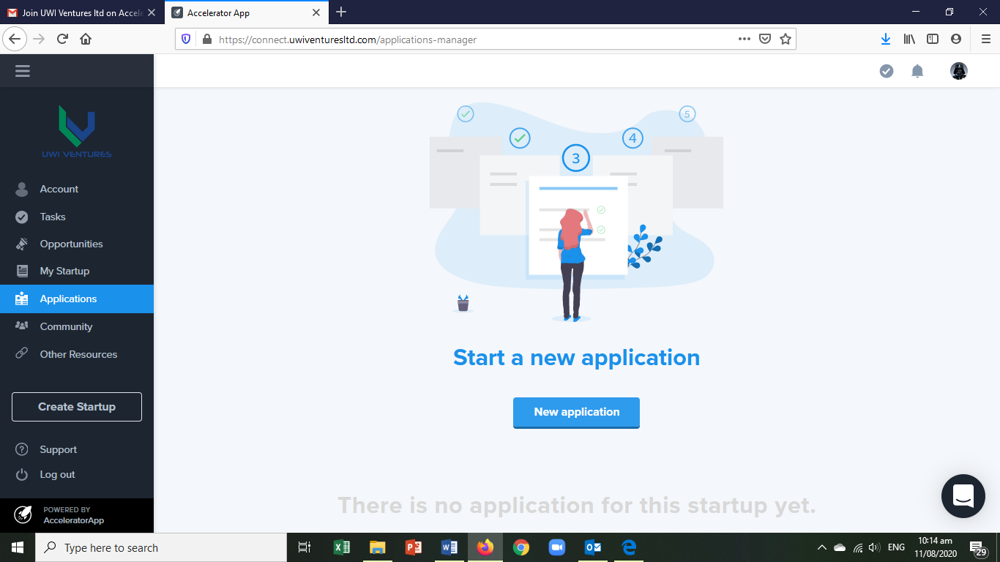 Join UWI Ventures ltd on Accele
Accelerator App
https://connect.uwiventuresltd.com/applications-manager
UWI VENTURES
Account
Tasks
Opportunities
My Startup
Applications
Community
Other Resources
Create Startup
Support
Log out
POWERED BY
AcceleratorApp
3
4
5
Start a new application
New application
There is no application for this startup yet.
Type here to search
ENG
10:14 am
11/08/2020
29